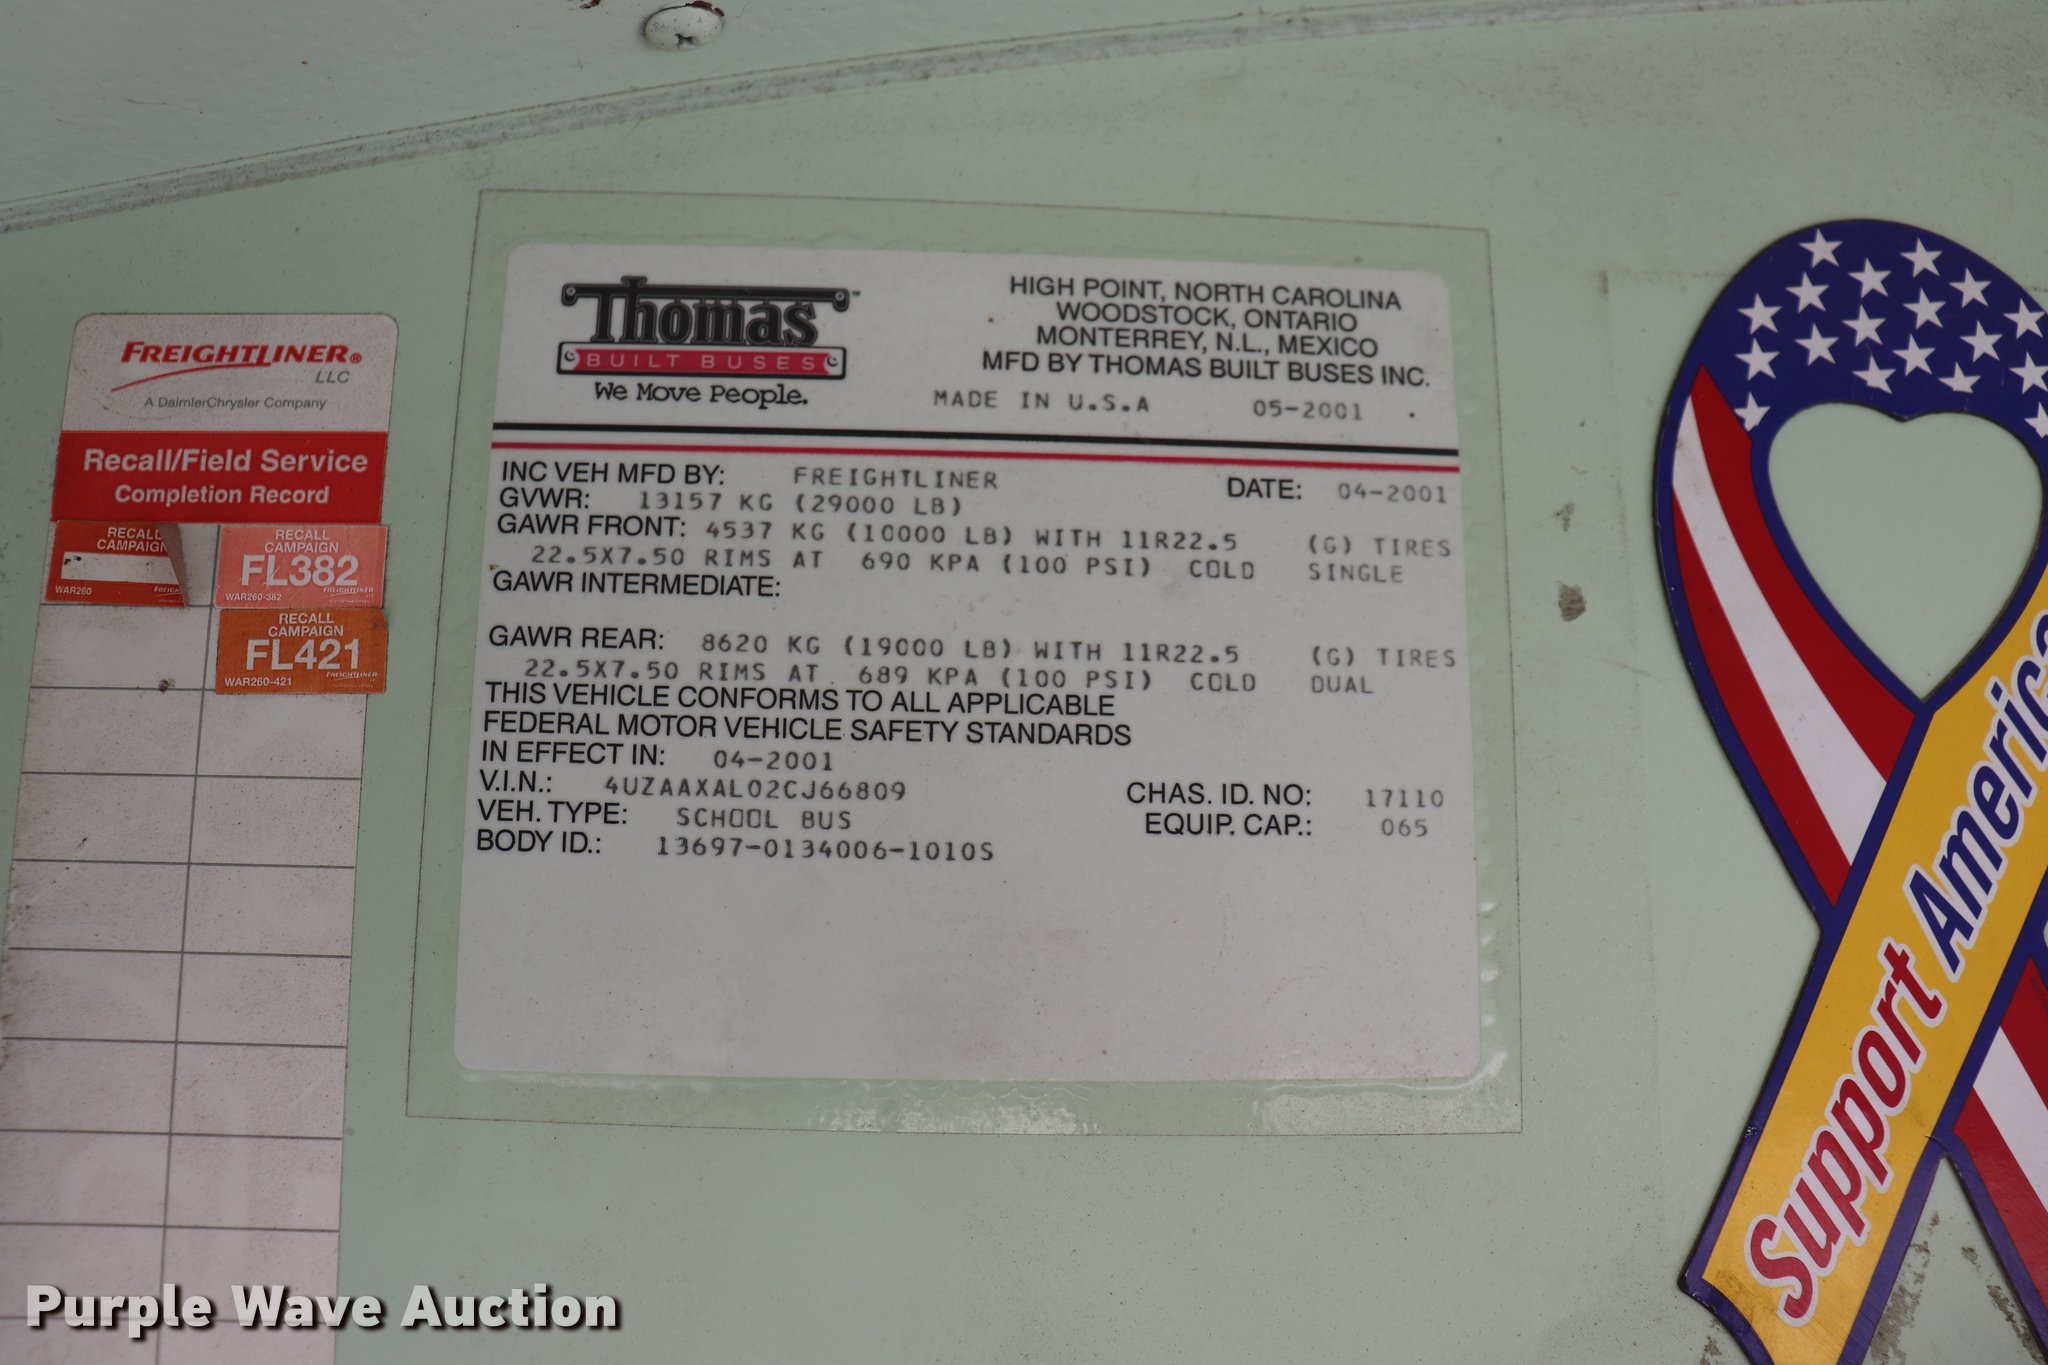 FREIGHTLINER®
LLC
A DaimlerChrysler Company
Recall/Field Service
Completion Record
RECALL
CAMPAIGN
WAR260
RECALL
CAMPAIGN
FL382
WAR260-382
FREIGHTLINER
RECALL
CAMPAIGN
FL421
WAR260-421
FREIGHTLINER
Thomas™
BUILT BUSES
We Move People.
HIGH POINT, NORTH CAROLINA
WOODSTOCK, ONTARIO
MONTERREY, N.L., MEXICO
MFD BY THOMAS BUILT BUSES INC.
MADE IN U.S.A 05-2001
INC VEH MFD BY: FREIGHTLINER DATE: 04-2001
GVWR: 13157 KG (29000 LB)
GAWR FRONT: 4537 KG (10000 LB) WITH 11R22.5 (G) TIRES
22.5X7.50 RIMS AT 690 KPA (100 PSI) COLD SINGLE
GAWR INTERMEDIATE:
GAWR REAR: 8620 KG (19000 LB) WITH 11R22.5 (G) TIRES
22.5X7.50 RIMS AT 689 KPA (100 PSI) COLD DUAL
THIS VEHICLE CONFORMS TO ALL APPLICABLE
FEDERAL MOTOR VEHICLE SAFETY STANDARDS
IN EFFECT IN: 04-2001
V.I.N.: 4UZAAXAL02CJ66809 CHAS. ID. NO: 17110
VEH. TYPE: SCHOOL BUS EQUIP. CAP.: 065
BODY ID.: 13697-0134006-1010S
Support America
Purple Wave Auction